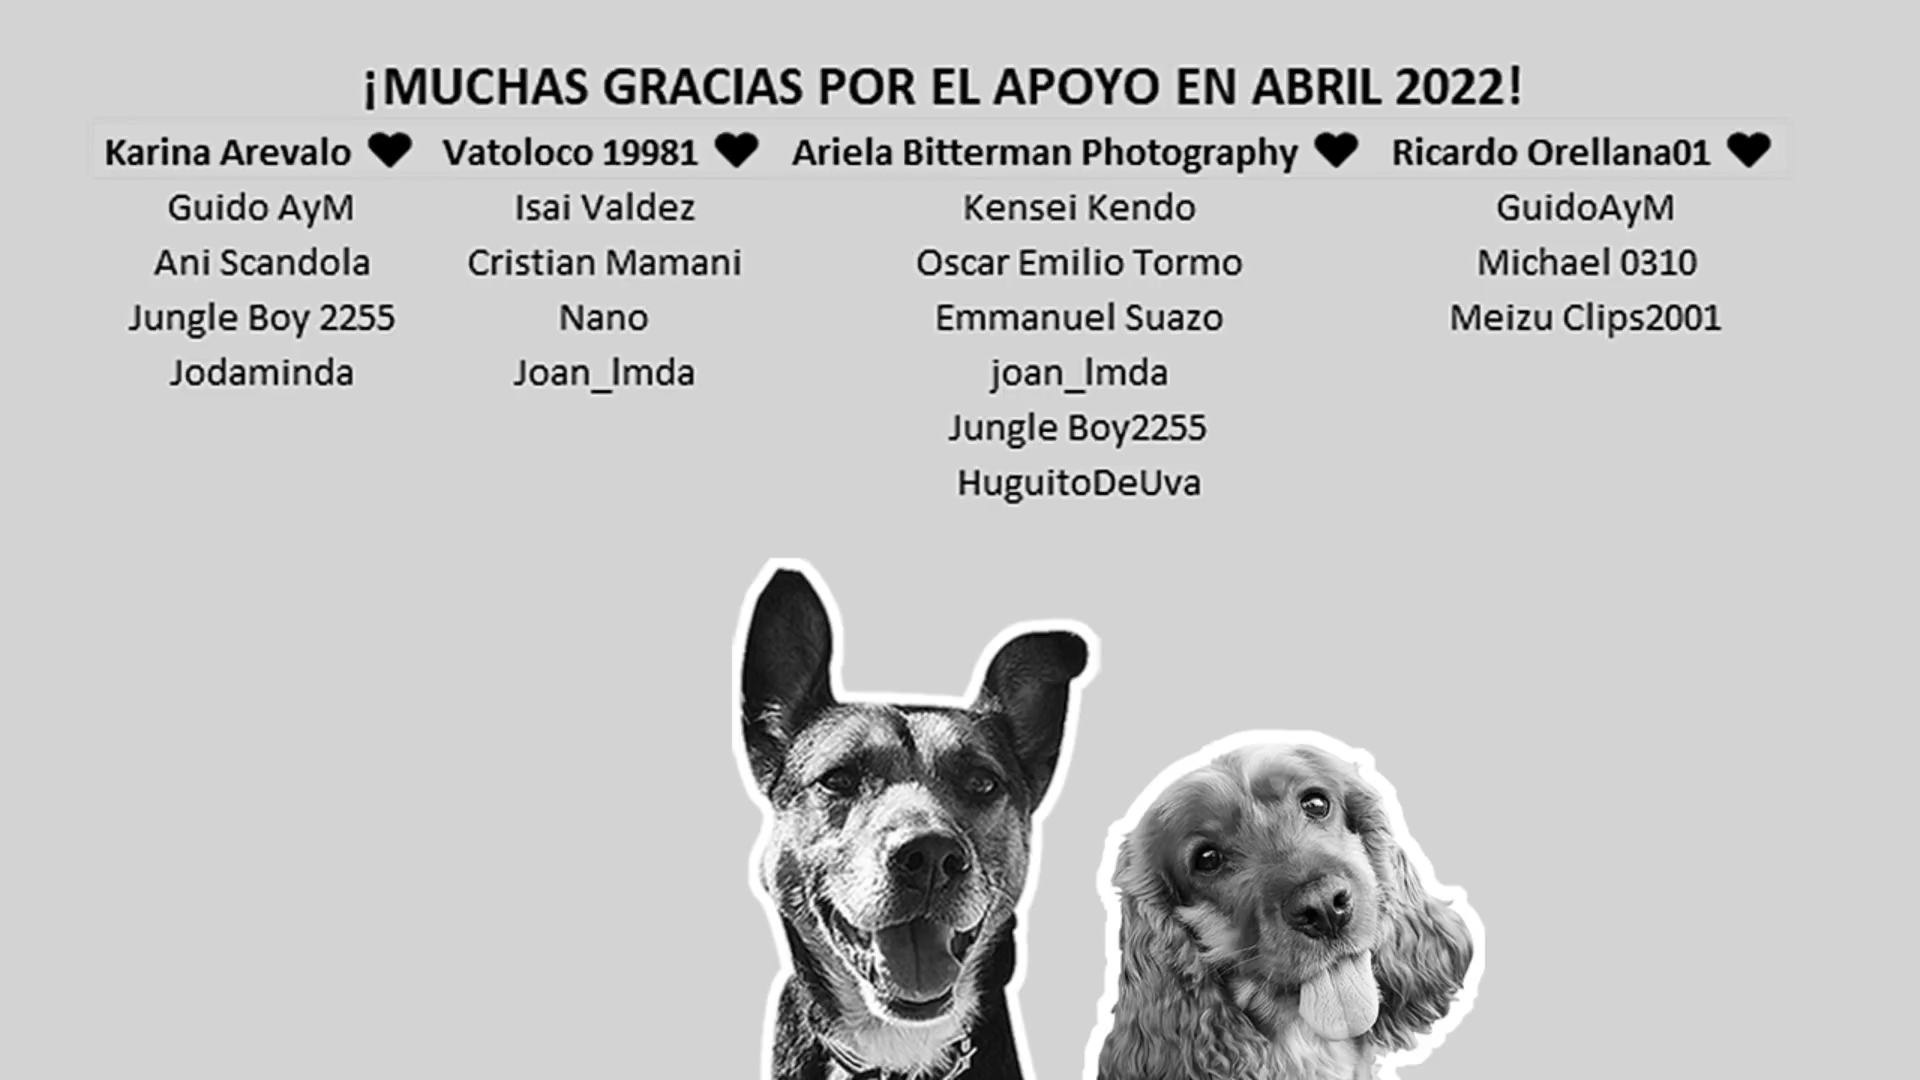 ¡MUCHAS GRACIAS POR EL APOYO EN ABRIL 2022!
Karina Arevalo ♥ Vatoloco 19981 ♥ Ariela Bitterman Photography ♥ Ricardo Orellana01 ♥
Guido AyM Isai Valdez Kensei Kendo GuidoAyM
Ani Scandola Cristian Mamani Oscar Emilio Tormo Michael 0310
Jungle Boy 2255 Nano Emmanuel Suazo Meizu Clips2001
Jodaminda Joan_lmda joan_lmda
Jungle Boy2255
HuguitoDeUva